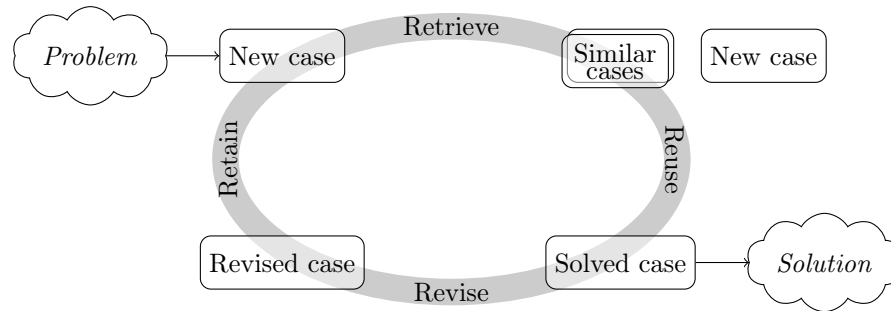 Retrieve
Problem
New case
Similar
cases
New case
Retain
Reuse
Revised case
Solved case
Solution
Revise